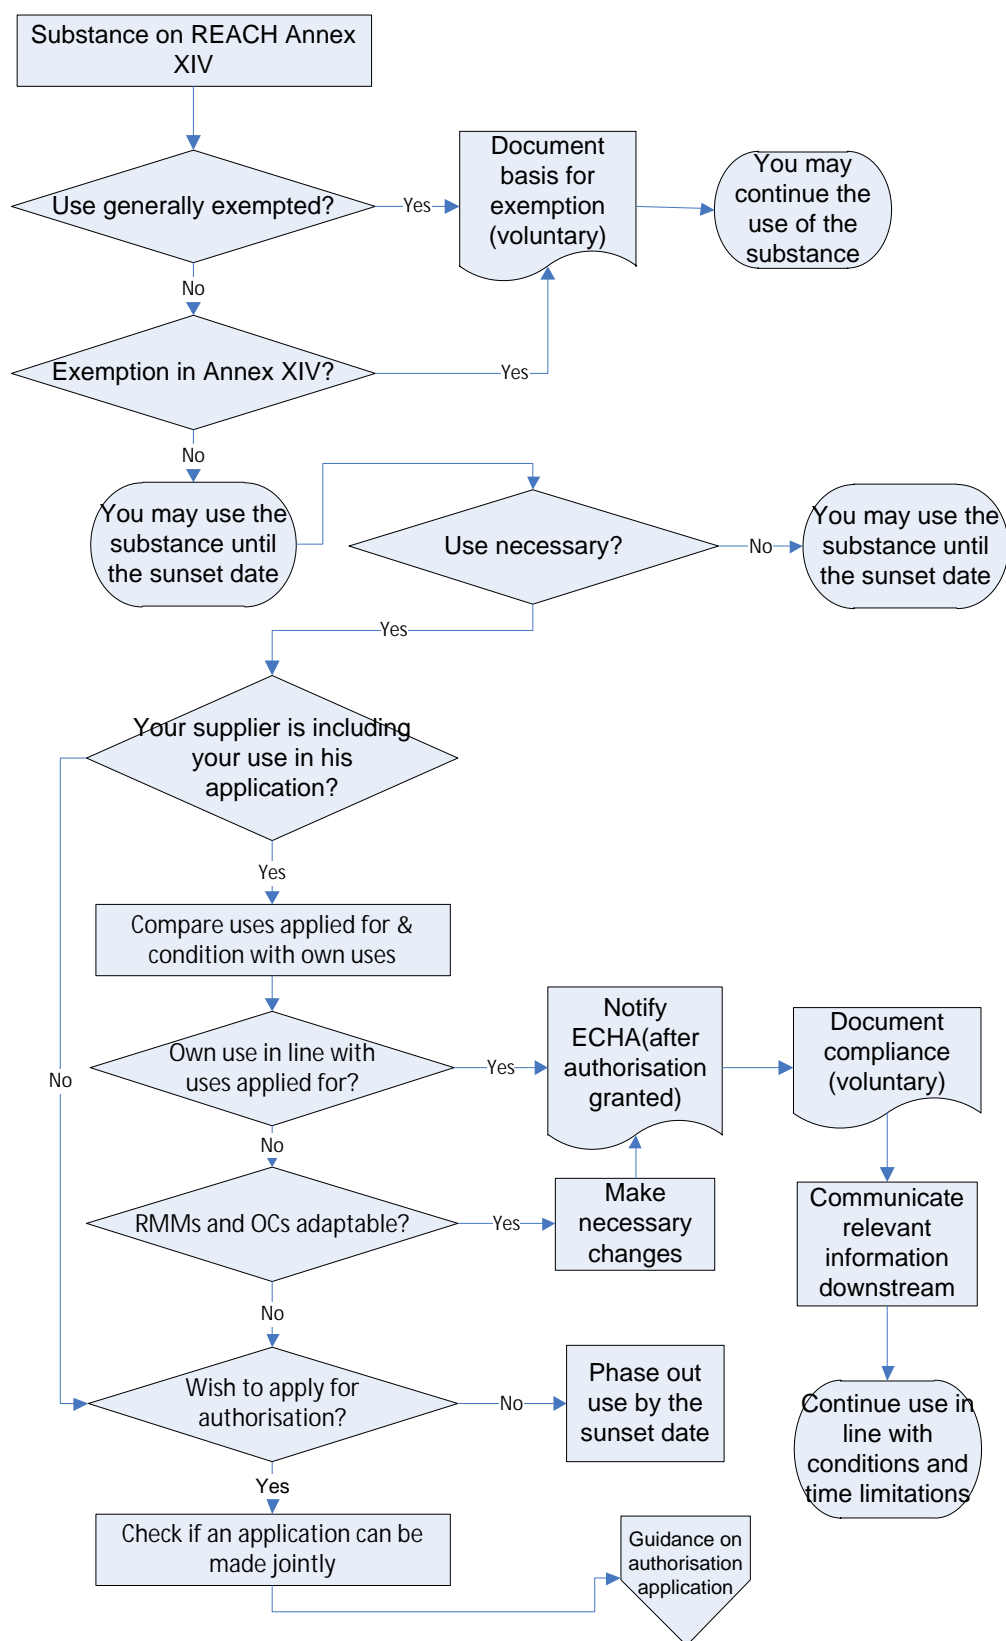 Substance on REACH Annex
XIV
Use generally exempted?
Yes
Document
basis for
exemption
(voluntary)
You may
continue the
use of the
substance
No
Exemption in Annex XIV?
Yes
No
You may use the
substance until
the sunset date
Use necessary?
No
You may use the
substance until
the sunset date
Yes
Your supplier is including
your use in his
application?
No
Yes
Compare uses applied for &
condition with own uses
Own use in line with
uses applied for?
Yes
Notify
ECHA(after
authorisation
granted)
Document
compliance
(voluntary)
No
RMMs and OCs adaptable?
Yes
Make
necessary
changes
Communicate
relevant
information
downstream
No
Wish to apply for
authorisation?
No
Phase out
use by the
sunset date
Continue use in
line with
conditions and
time limitations
Yes
Check if an application can be
made jointly
Guidance on
authorisation
application